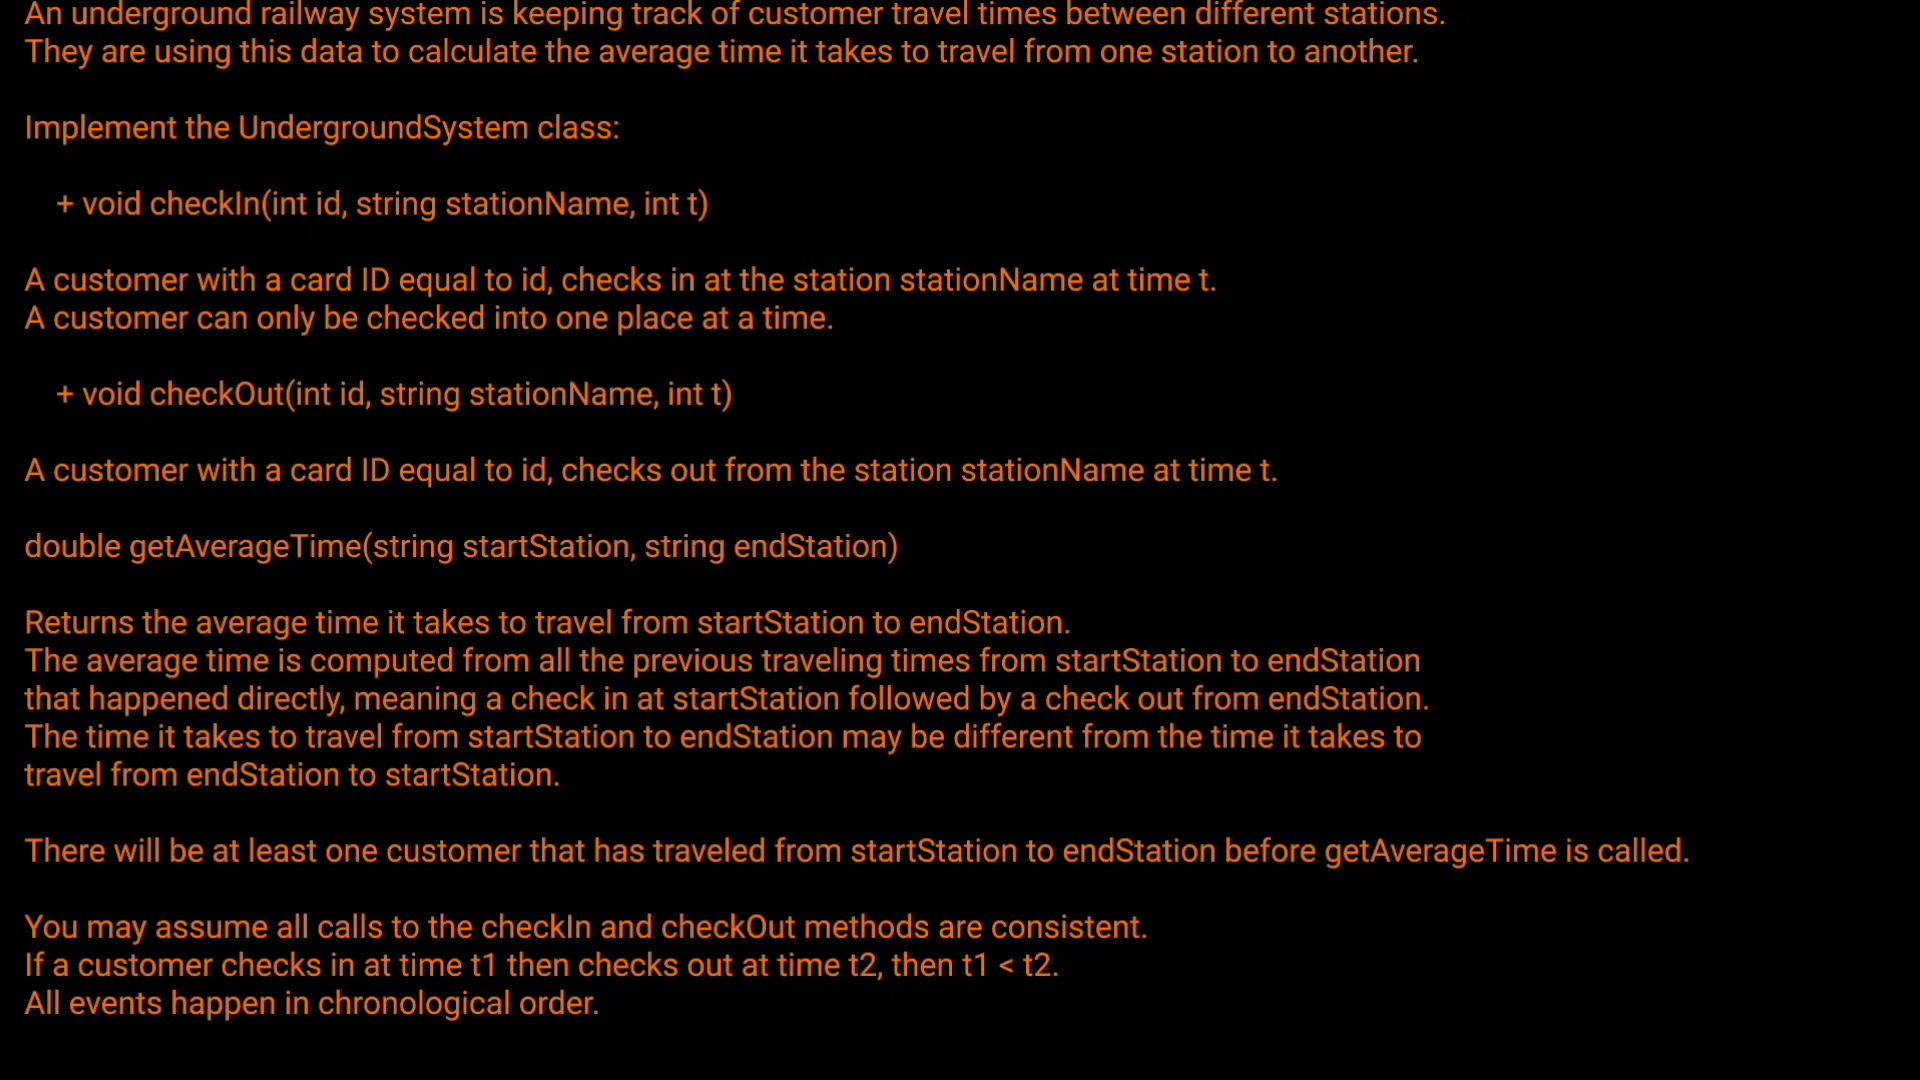 An underground railway system is keeping track of customer travel times between different stations.
They are using this data to calculate the average time it takes to travel from one station to another.
Implement the UndergroundSystem class:
+ void checkIn(int id, string stationName, int t)
A customer with a card ID equal to id, checks in at the station stationName at time t.
A customer can only be checked into one place at a time.
+ void checkOut(int id, string stationName, int t)
A customer with a card ID equal to id, checks out from the station stationName at time t.
double getAverageTime(string startStation, string endStation)
Returns the average time it takes to travel from startStation to endStation.
The average time is computed from all the previous traveling times from startStation to endStation
that happened directly, meaning a check in at startStation followed by a check out from endStation.
The time it takes to travel from startStation to endStation may be different from the time it takes to
travel from endStation to startStation.
There will be at least one customer that has traveled from startStation to endStation before getAverageTime is called.
You may assume all calls to the checkIn and checkOut methods are consistent.
If a customer checks in at time t1 then checks out at time t2, then t1 < t2.
All events happen in chronological order.